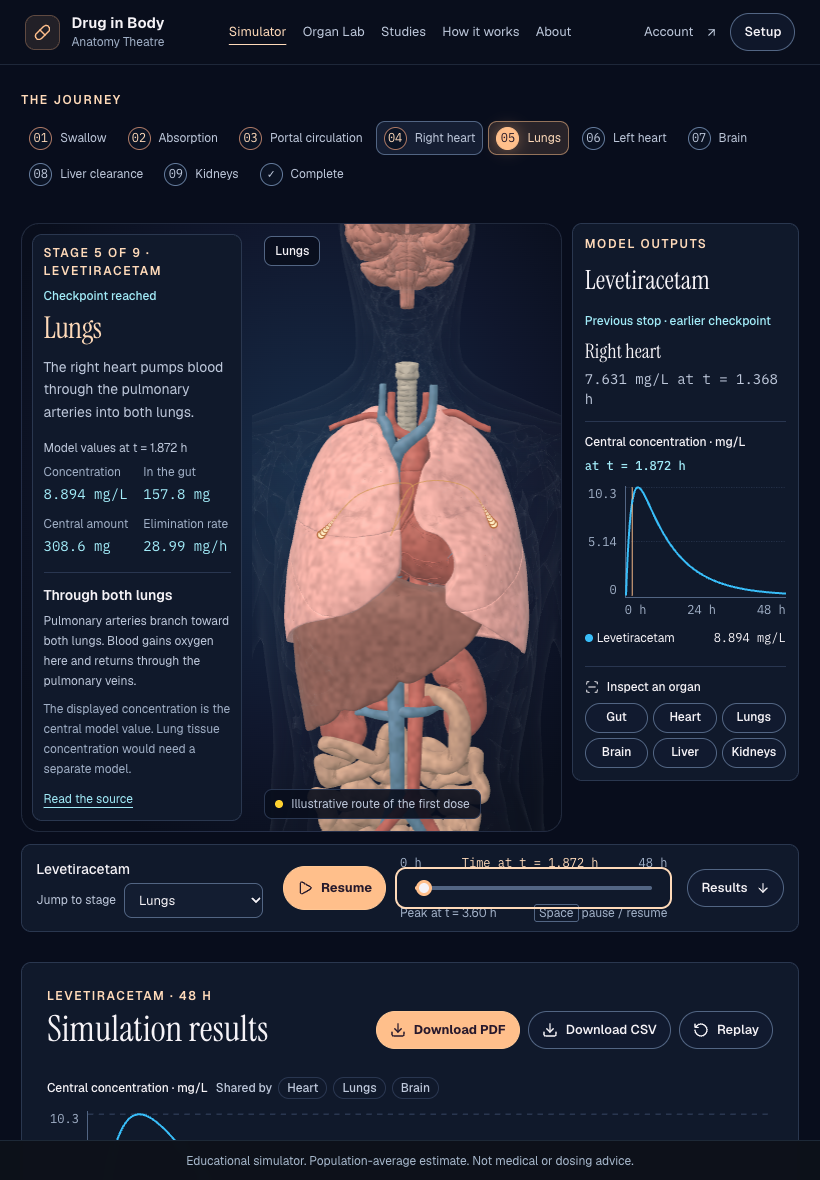 Drug in Body
Anatomy Theatre
Simulator
Organ Lab
Studies
How it works
About
Account
Setup
THE JOURNEY
01 Swallow
02 Absorption
03 Portal circulation
04 Right heart
05 Lungs
06 Left heart
07 Brain
08 Liver clearance
09 Kidneys
✓ Complete
STAGE 5 OF 9 ·
LEVETIRACETAM
Checkpoint reached
Lungs
The right heart pumps blood
through the pulmonary
arteries into both lungs.
Model values at t = 1.872 h
Concentration In the gut
8.894 mg/L 157.8 mg
Central amount Elimination rate
308.6 mg 28.99 mg/h
Through both lungs
Pulmonary arteries branch toward
both lungs. Blood gains oxygen
here and returns through the
pulmonary veins.
The displayed concentration is the
central model value. Lung tissue
concentration would need a
separate model.
Read the source
Lungs
Illustrative route of the first dose
MODEL OUTPUTS
Levetiracetam
Previous stop · earlier checkpoint
Right heart
7.631 mg/L at t = 1.368
h
Central concentration · mg/L
at t = 1.872 h
10.3
5.14
0
0 h 24 h 48 h
Levetiracetam 8.894 mg/L
Inspect an organ
Gut Heart Lungs
Brain Liver Kidneys
Levetiracetam
Jump to stage Lungs
Resume
0 h Time at t = 1.872 h 48 h
Peak at t = 3.60 h Space pause / resume
Results
LEVETIRACETAM · 48 H
Simulation results
Download PDF
Download CSV
Replay
Central concentration · mg/L Shared by Heart Lungs Brain
10.3
Educational simulator. Population-average estimate. Not medical or dosing advice.